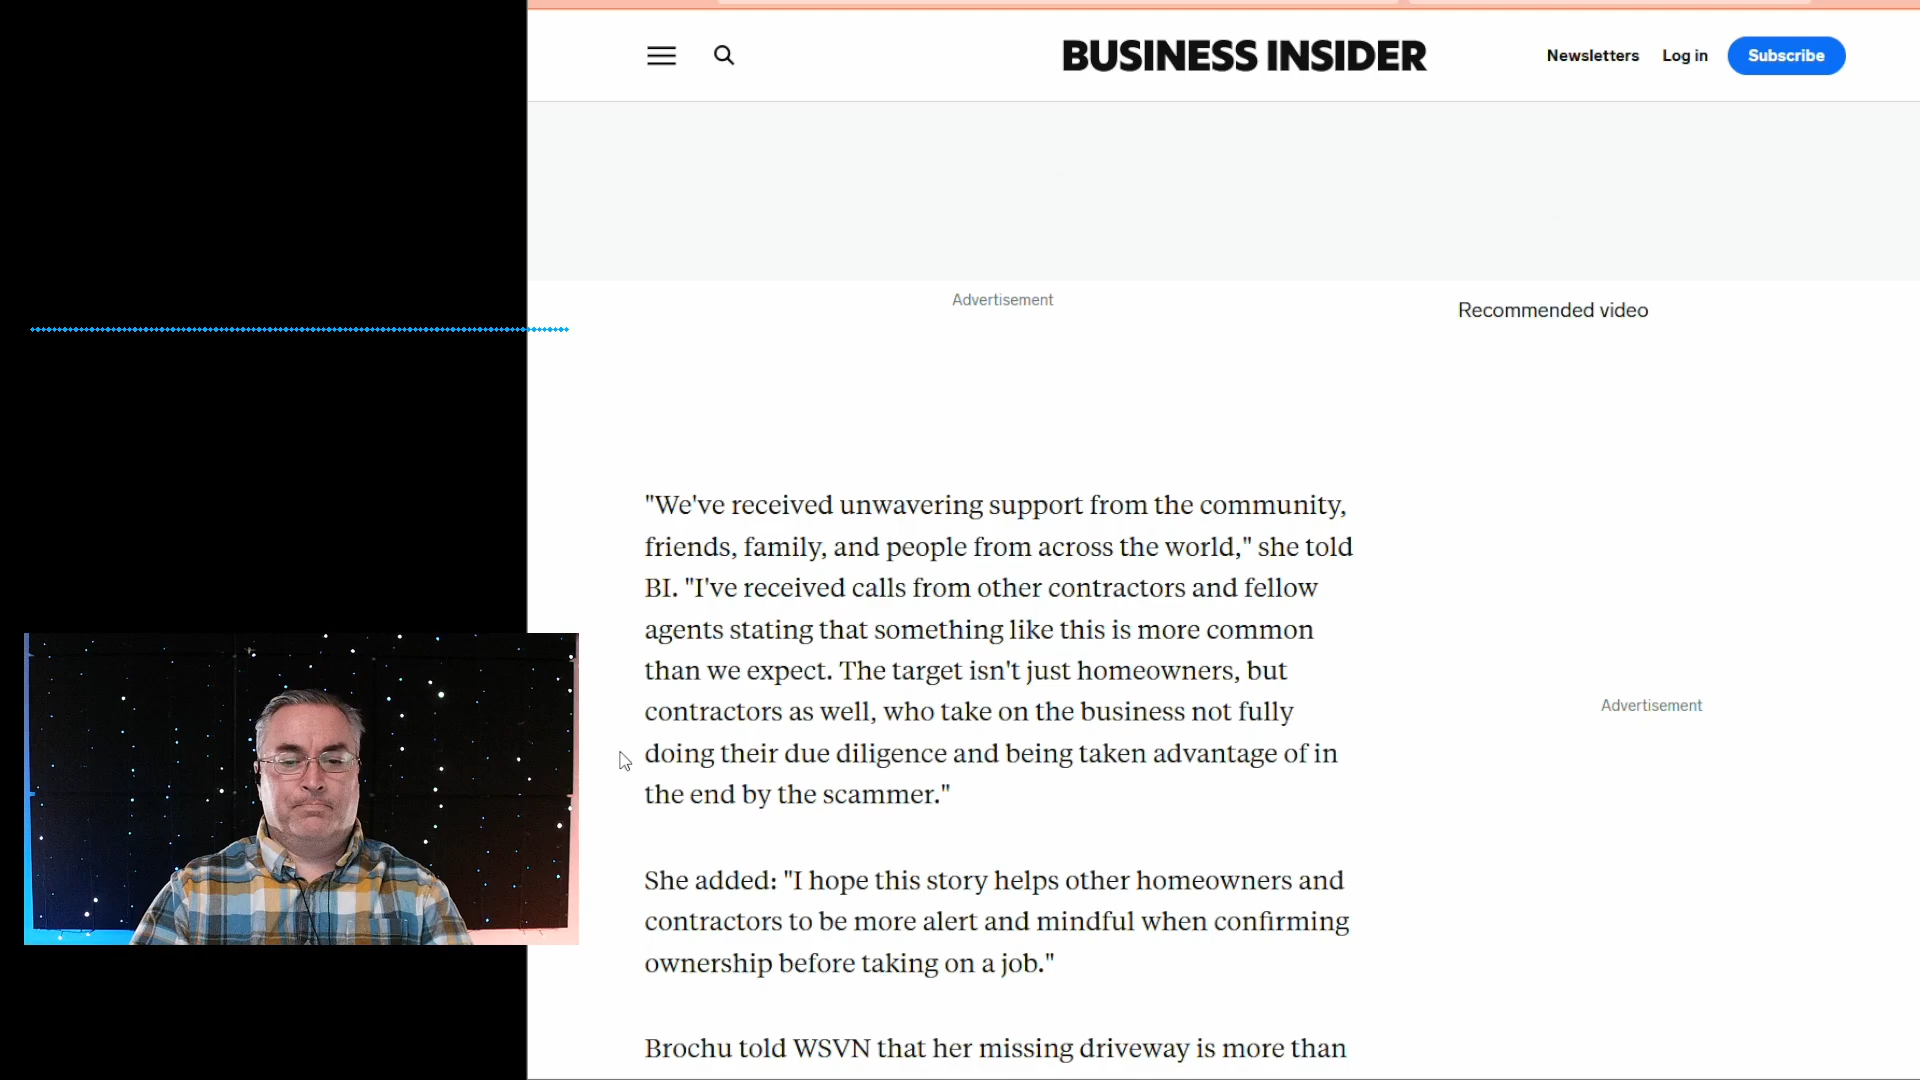 BUSINESS INSIDER
Newsletters
Log in
Subscribe
Advertisement
Recommended video
"We've received unwavering support from the community,
friends, family, and people from across the world," she told
BI. "I've received calls from other contractors and fellow
agents stating that something like this is more common
than we expect. The target isn't just homeowners, but
contractors as well, who take on the business not fully
doing their due diligence and being taken advantage of in
the end by the scammer."
Advertisement
She added: "I hope this story helps other homeowners and
contractors to be more alert and mindful when confirming
ownership before taking on a job."
Brochu told WSVN that her missing driveway is more than